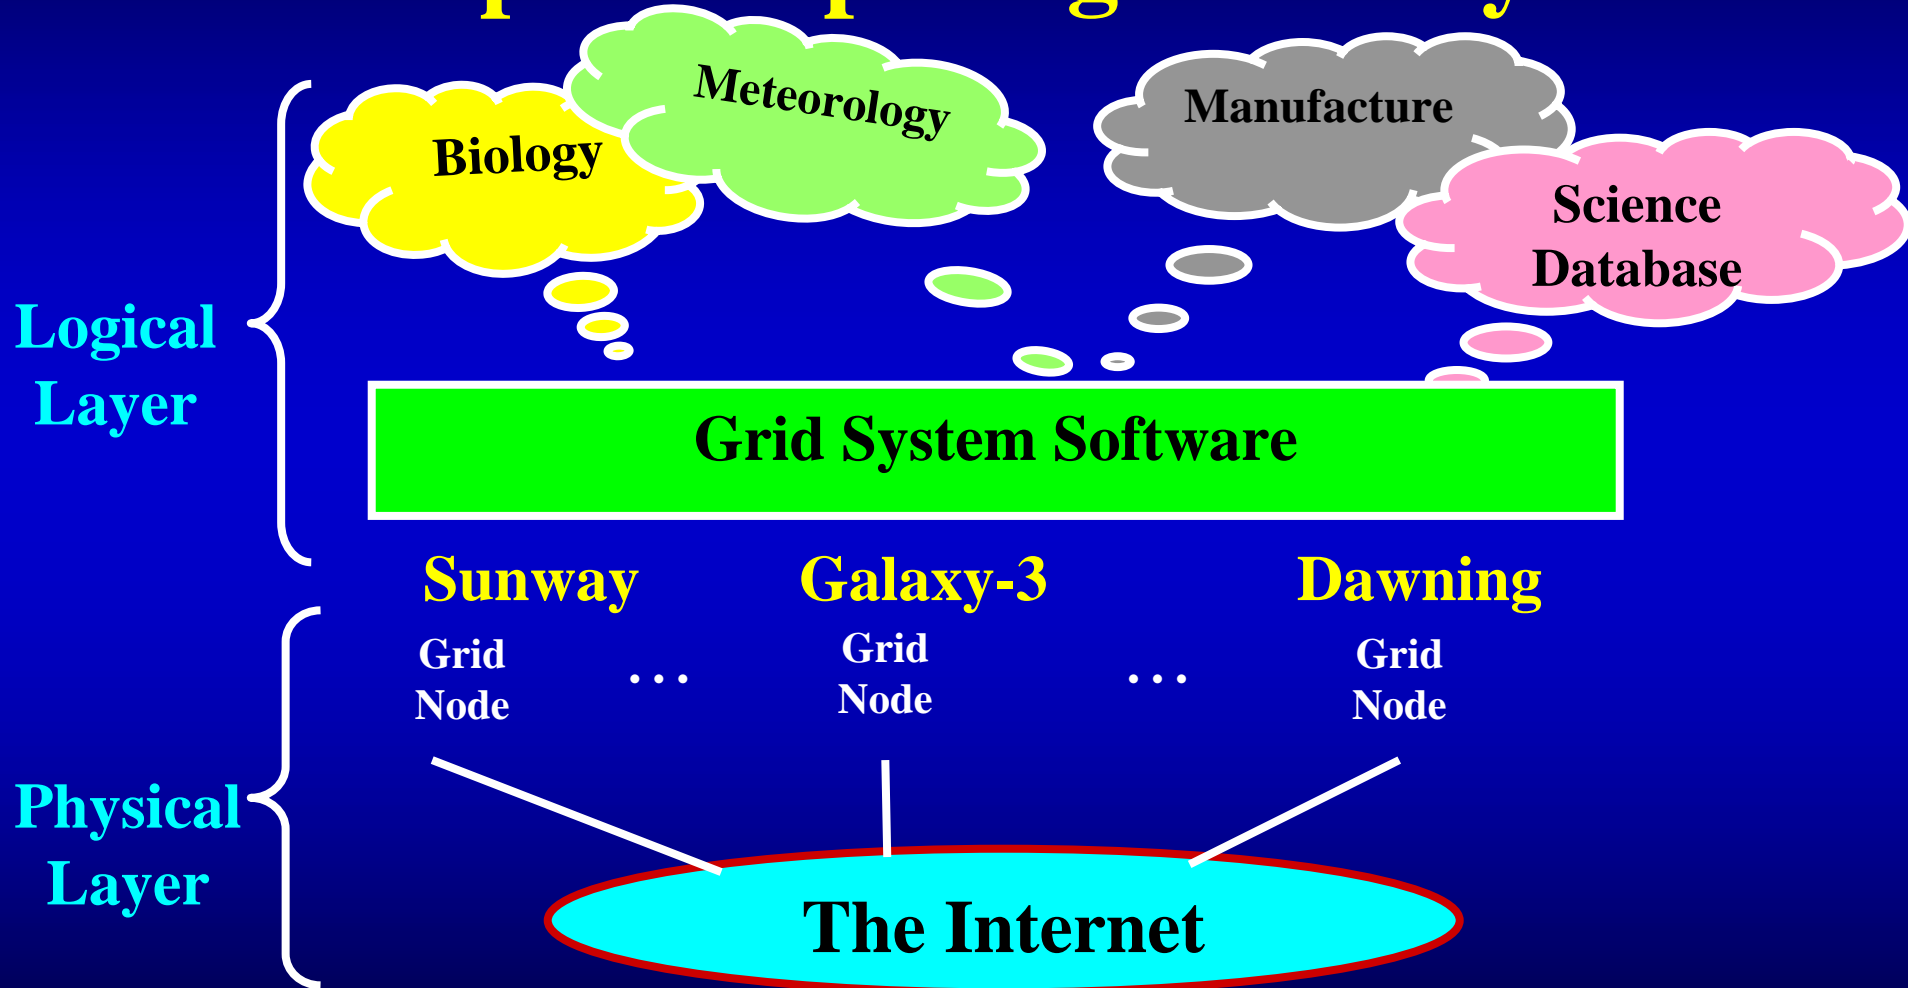 Meteorology
Manufacture
Biology
Science
Database
Logical
Layer
Grid System Software
Sunway
Galaxy-3
Dawning
Grid
Node
...
Grid
Node
...
Grid
Node
Physical
Layer
The Internet